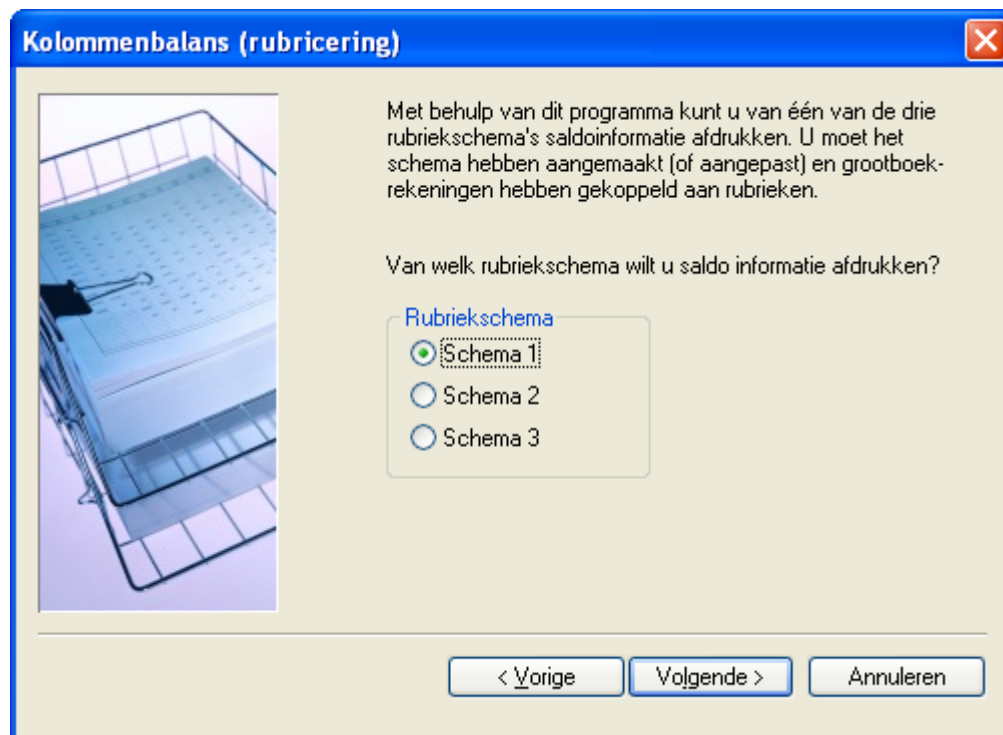 Kolommenbalans (rubricering)
Met behulp van dit programma kunt u van één van de drie
rubriekschema's saldoinformatie afdrukken. U moet het
schema hebben aangemaakt (of aangepast) en grootboek-
rekeningen hebben gekoppeld aan rubrieken.
Van welk rubriekschema wilt u saldo informatie afdrukken?
Rubriekschema
Schema 1
Schema 2
Schema 3
< Vorige
Volgende >
Annuleren